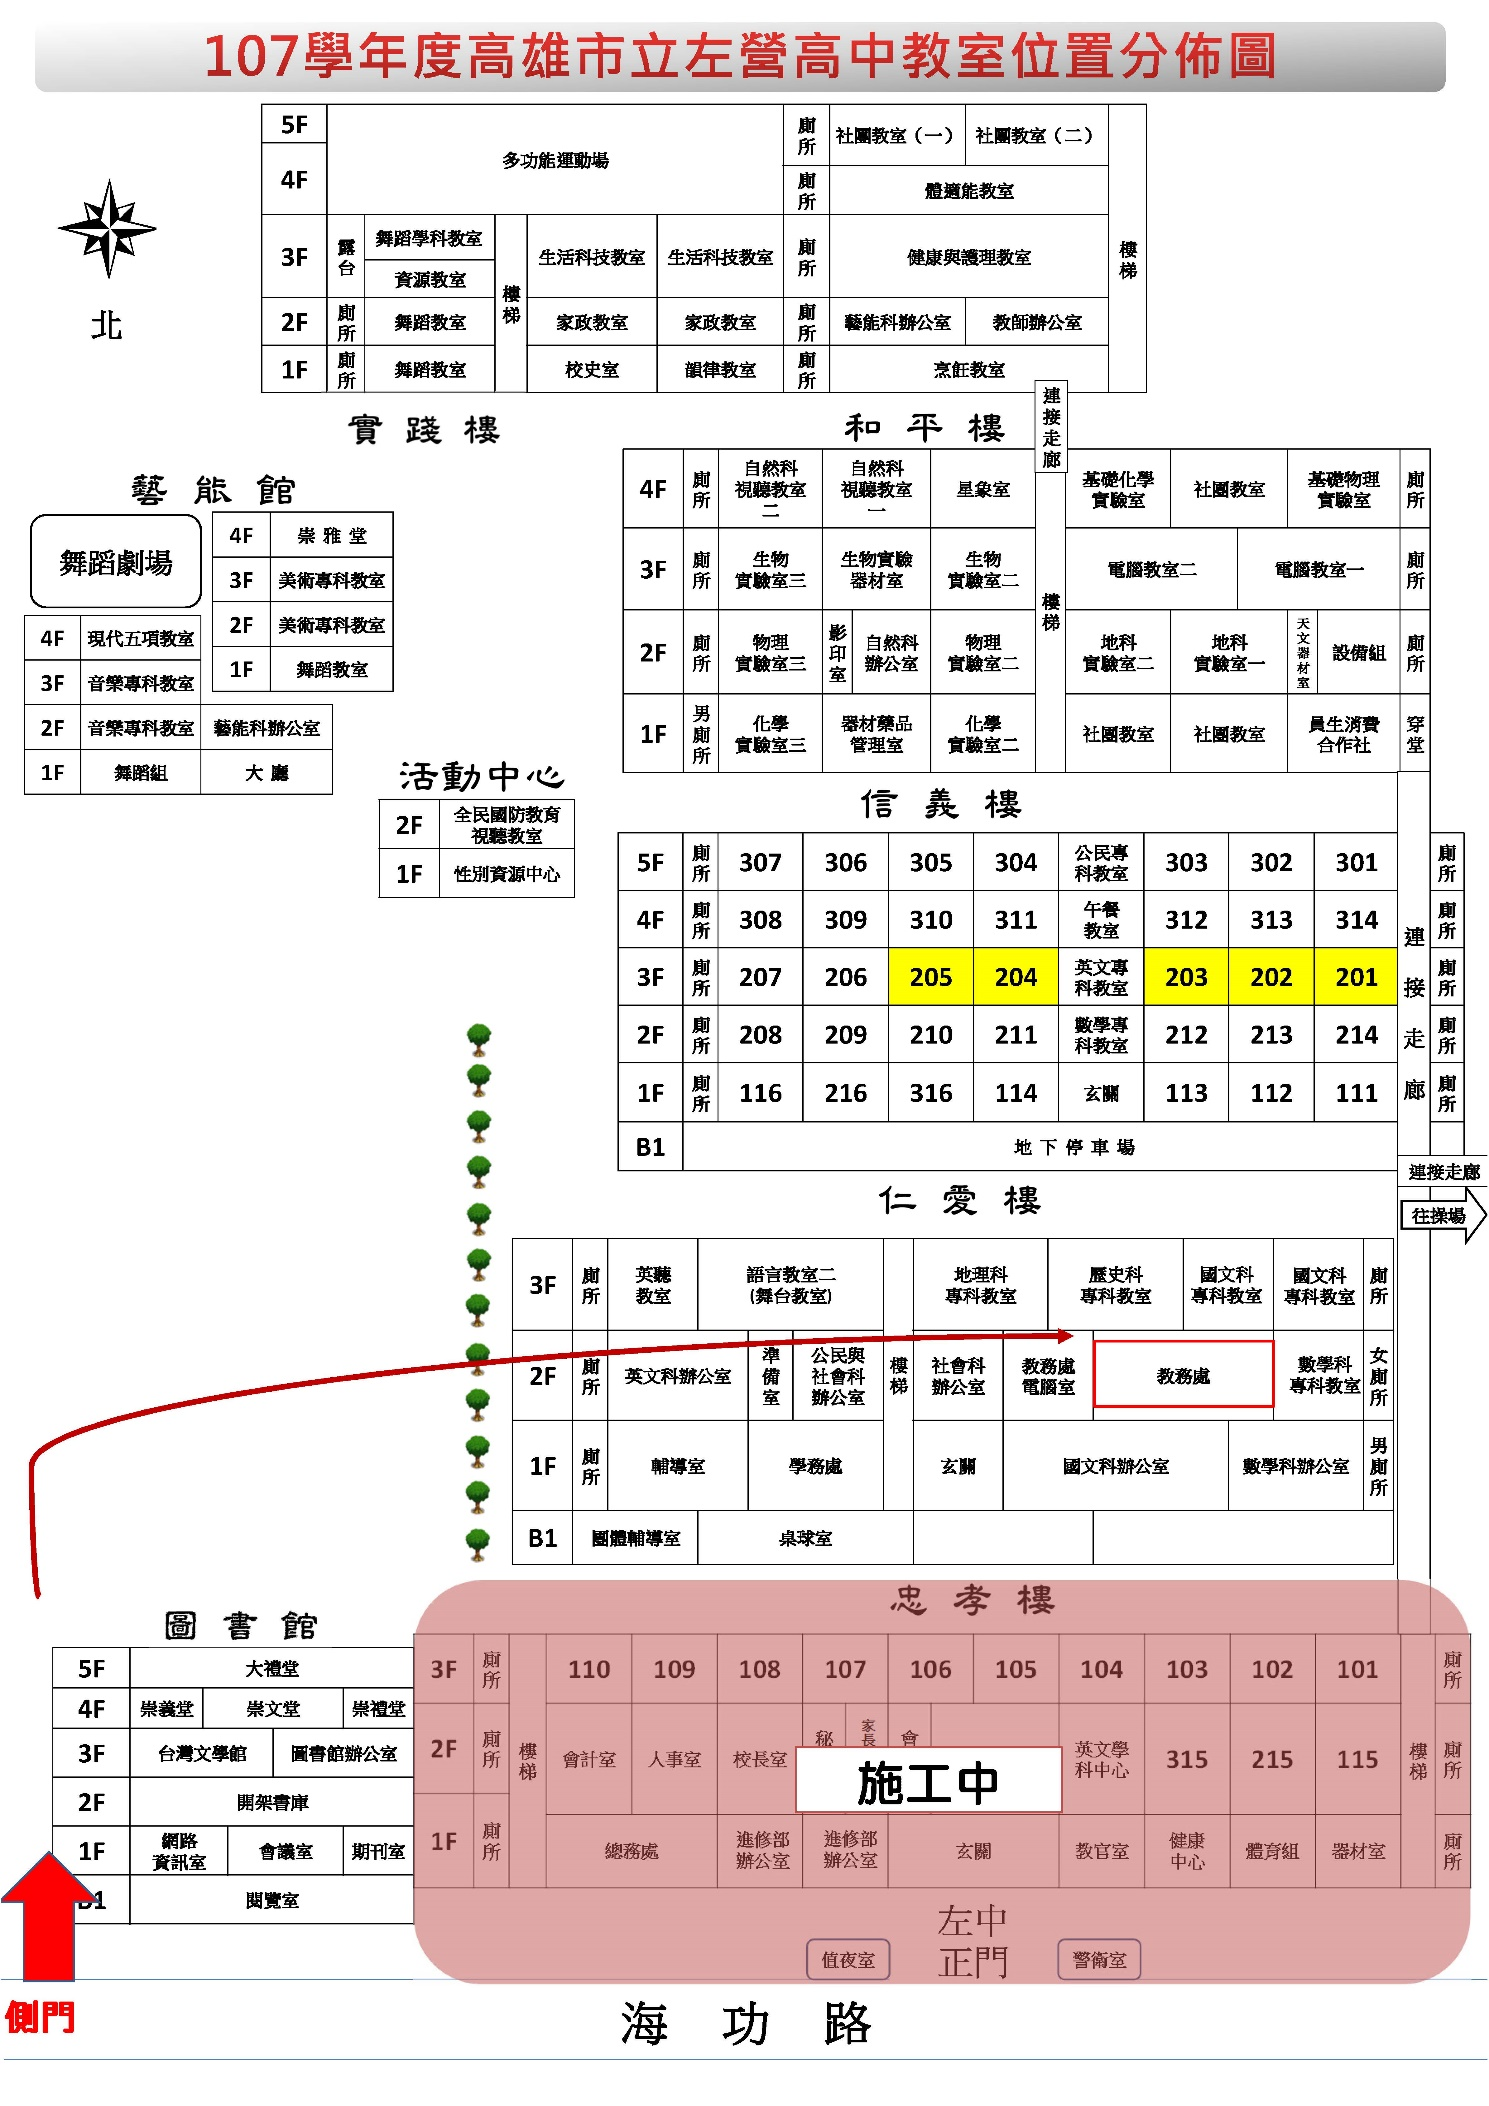 107學年度高雄市立左營高中教室位置分佈圖
北
5F 多功能運動場 廁所 社團教室（一） 社團教室（二） 樓梯
4F 廁所 體適能教室
3F 露台 舞蹈學科教室 資源教室 樓梯 生活科技教室 生活科技教室 廁所 健康與護理教室
2F 廁所 舞蹈教室 家政教室 家政教室 廁所 藝能科辦公室 教師辦公室
1F 廁所 舞蹈教室 校史室 韻律教室 廁所 烹飪教室
實踐樓
和平樓
連接走廊
4F 廁所 自然科視聽教室二 自然科視聽教室一 星象室 基礎化學實驗室 社團教室 基礎物理實驗室 廁所
3F 廁所 生物實驗室三 生物實驗器材室 生物實驗室二 樓梯 電腦教室二 電腦教室一 廁所
2F 廁所 物理實驗室三 影印室 自然科辦公室 物理實驗室二 地科實驗室二 地科實驗室一 天文器材室 設備組 廁所
1F 男廁所 化學實驗室三 器材藥品管理室 化學實驗室二 社團教室 社團教室 員生消費合作社 穿堂
藝能館
舞蹈劇場
4F 崇雅堂
3F 美術專科教室
2F 美術專科教室
1F 舞蹈教室
4F 現代五項教室
3F 音樂專科教室
2F 音樂專科教室 藝能科辦公室
1F 舞蹈組 大廳
活動中心
2F 全民國防教育視聽教室
1F 性別資源中心
信義樓
5F 廁所 307 306 305 304 公民專科教室 303 302 301 廁所
4F 廁所 308 309 310 311 午餐教室 312 313 314 廁所
3F 廁所 207 206 205 204 英文專科教室 203 202 201 廁所
2F 廁所 208 209 210 211 數學專科教室 212 213 214 廁所
1F 廁所 116 216 316 114 玄關 113 112 111 廁所
B1 地下停車場
連接走廊
連接走廊
往操場
仁愛樓
3F 廁所 英聽教室 語言教室二(舞台教室) 地理科專科教室 歷史科專科教室 國文科專科教室 國文科專科教室 廁所
2F 廁所 英文科辦公室 準備室 公民與社會科辦公室 樓梯 社會科辦公室 教務處電腦室 教務處 數學科專科教室 女廁所
1F 廁所 輔導室 學務處 玄關 國文科辦公室 數學科辦公室 男廁所
B1 團體輔導室 桌球室
忠孝樓
3F 廁所 110 109 108 107 106 105 104 103 102 101 廁所
2F 廁所 樓梯 會計室 人事室 校長室 秘 家長 會 英文學科中心 315 215 115 樓梯 廁所
施工中
1F 廁所 總務處 進修部辦公室 進修部辦公室 玄關 教官室 健康中心 體育組 器材室 廁所
圖書館
5F 大禮堂
4F 崇義堂 崇文堂 崇禮堂
3F 台灣文學館 圖書館辦公室
2F 開架書庫
1F 網路資訊室 會議室 期刊室
B1 閱覽室
左中
正門
值夜室
警衛室
側門
海功路